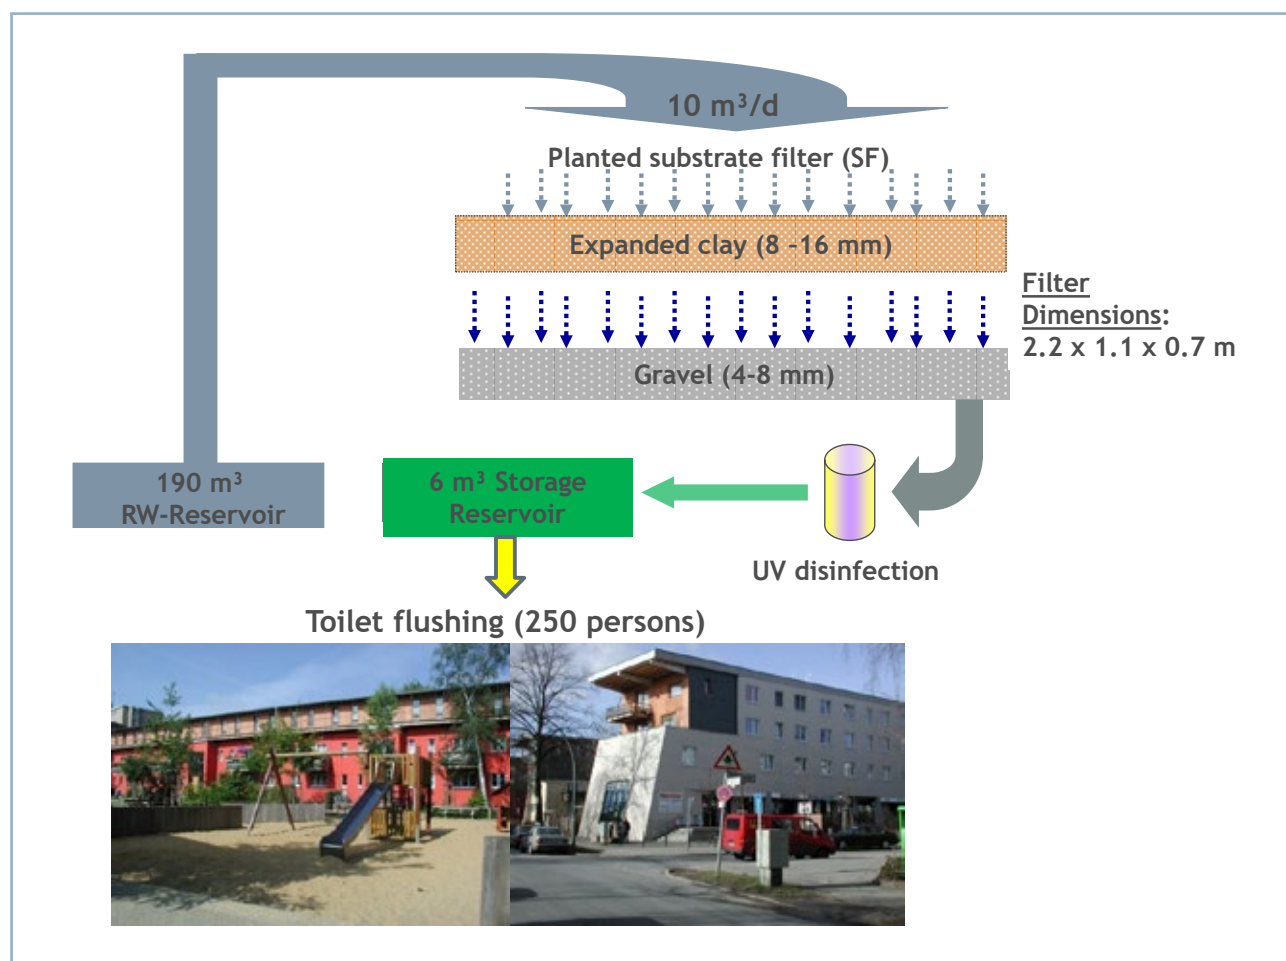 10 m³/d
Planted substrate filter (SF)
Expanded clay (8 –16 mm)
Filter
Dimensions:
2.2 x 1.1 x 0.7 m
Gravel (4-8 mm)
190 m³
RW-Reservoir
6 m³ Storage
Reservoir
UV disinfection
Toilet flushing (250 persons)